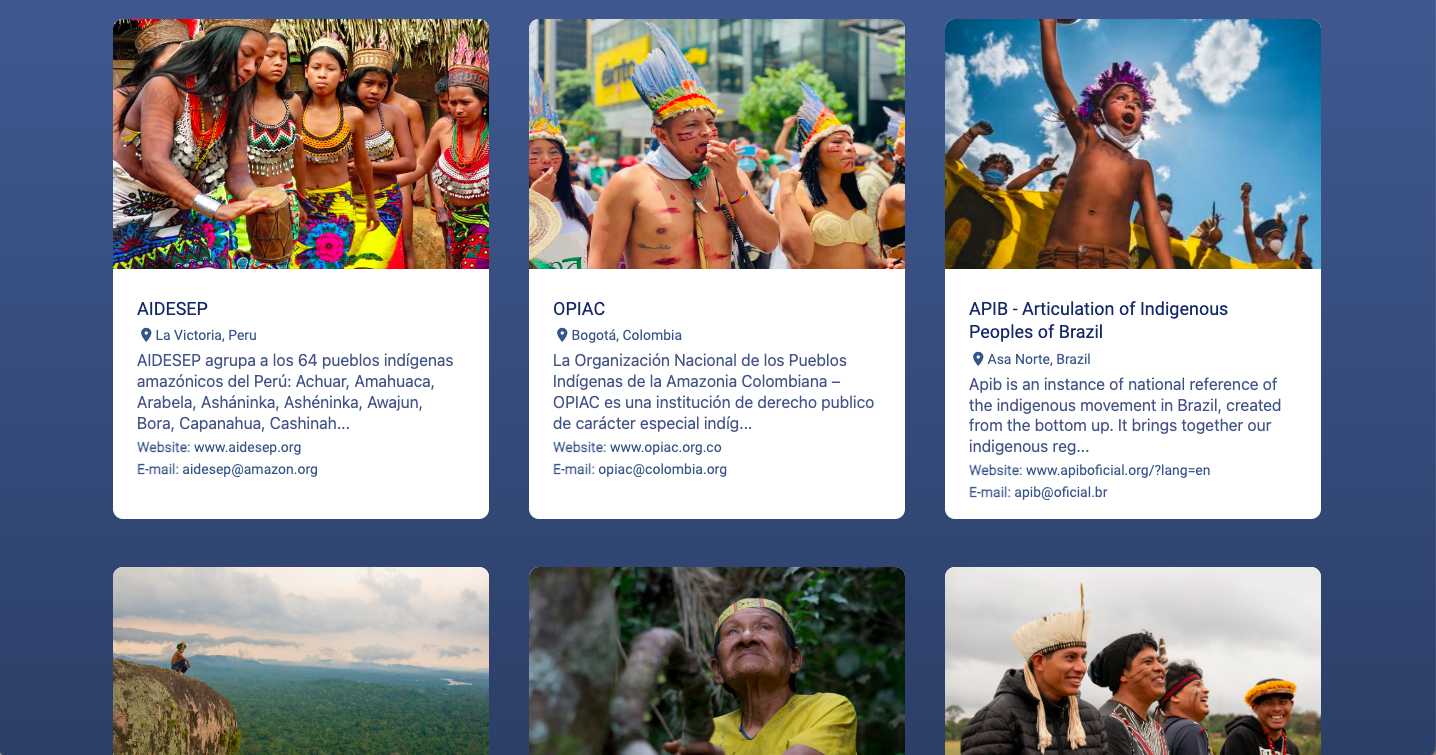 AIDESEP
La Victoria, Peru
AIDESEP agrupa a los 64 pueblos indígenas
amazónicos del Perú: Achuar, Amahuaca,
Arabela, Asháninka, Ashéninka, Awajun,
Bora, Capanahua, Cashinah...
Website: www.aidesep.org
E-mail: aidesep@amazon.org
OPIAC
Bogotá, Colombia
La Organización Nacional de los Pueblos
Indígenas de la Amazonia Colombiana –
OPIAC es una institución de derecho publico
de carácter especial indíg...
Website: www.opiac.org.co
E-mail: opiac@colombia.org
APIB - Articulation of Indigenous
Peoples of Brazil
Asa Norte, Brazil
Apib is an instance of national reference of
the indigenous movement in Brazil, created
from the bottom up. It brings together our
indigenous reg...
Website: www.apiboficial.org/?lang=en
E-mail: apib@oficial.br